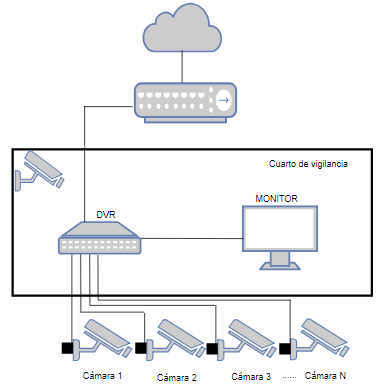 Cuarto de vigilancia
MONITOR
DVR
Cámara 1
Cámara 2
Cámara 3
......
Cámara N